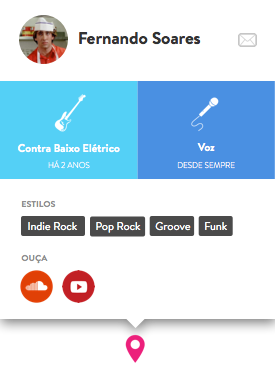 Fernando Soares
Contra Baixo Elétrico
HÁ 2 ANOS
Voz
DESDE SEMPRE
ESTILOS
Indie Rock Pop Rock Groove Funk
OUÇA